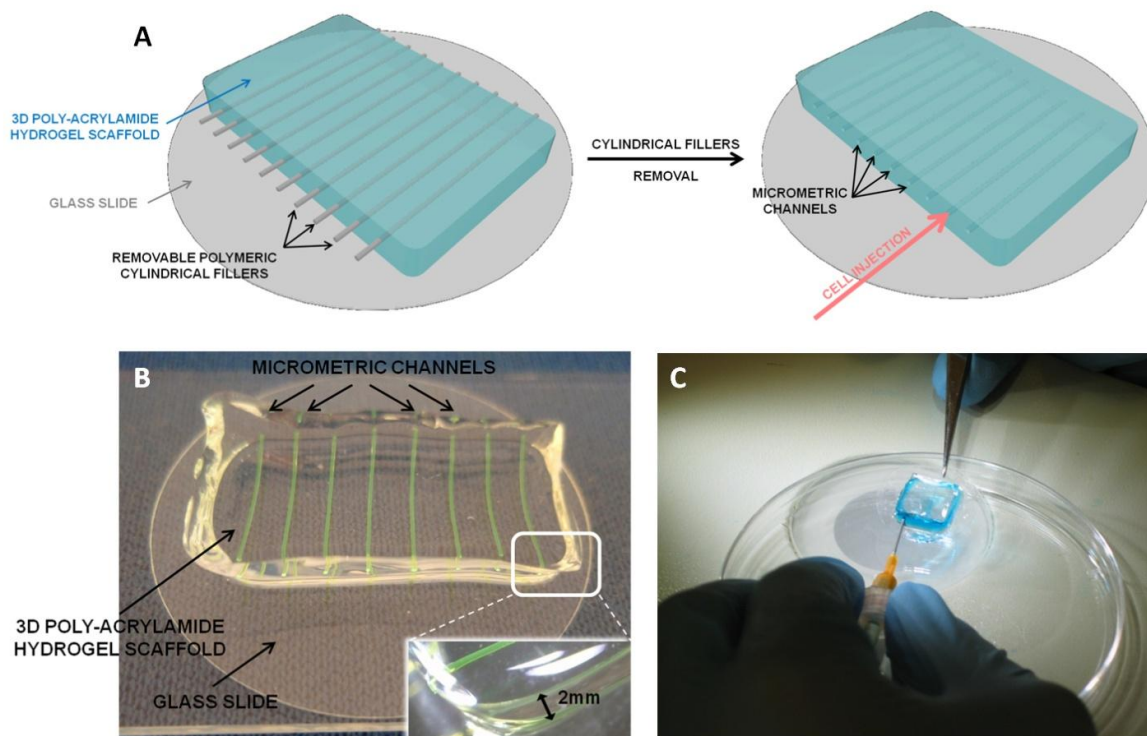 A
3D POLY-ACRYLAMIDE
HYDROGEL SCAFFOLD
GLASS SLIDE
REMOVABLE POLYMERIC
CYLINDRICAL FILLERS
CYLINDRICAL FILLERS
REMOVAL
MICROMETRIC
CHANNELS
CELL INJECTION
B
MICROMETRIC CHANNELS
3D POLY-ACRYLAMIDE
HYDROGEL SCAFFOLD
GLASS SLIDE
2mm
C